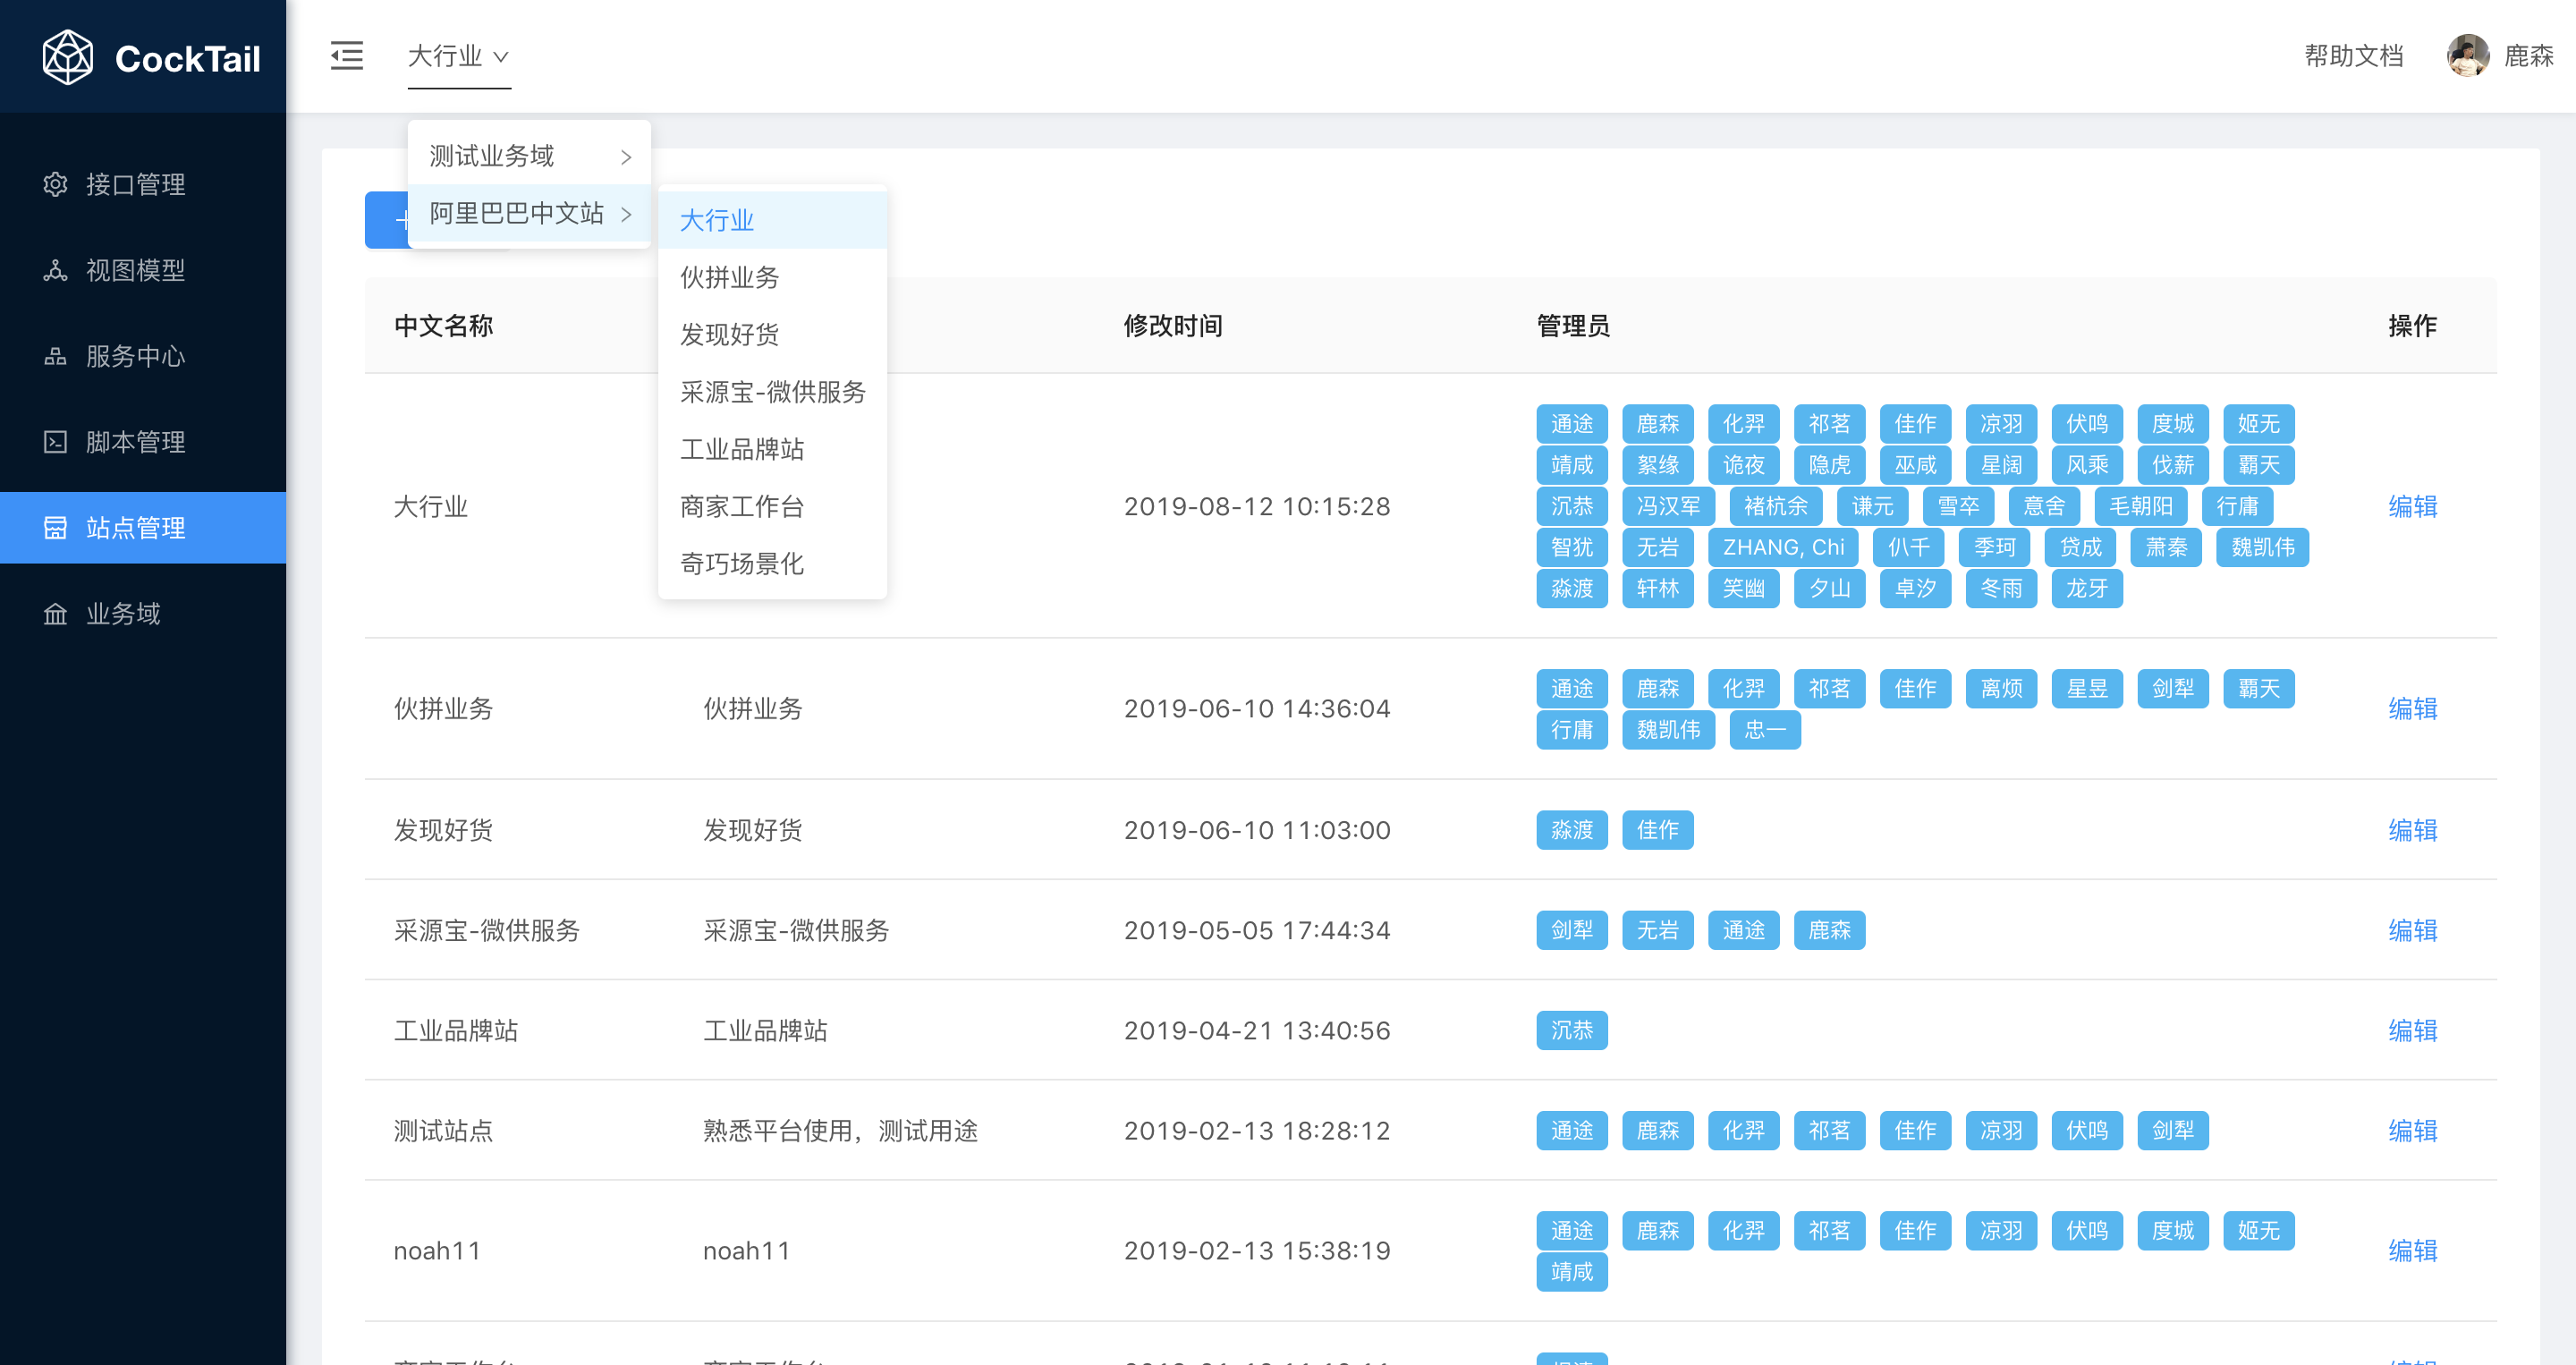 CockTail
大行业
帮助文档
鹿森
接口管理
视图模型
服务中心
脚本管理
站点管理
业务域
测试业务域
阿里巴巴中文站
大行业
伙拼业务
发现好货
采源宝-微供服务
工业品牌站
商家工作台
奇巧场景化
中文名称 修改时间 管理员 操作
大行业 2019-08-12 10:15:28 编辑
通途 鹿森 化羿 祁茗 佳作 凉羽 伏鸣 度城 姬无
靖咸 絮缘 诡夜 隐虎 巫咸 星阔 风乘 伐薪 霸天
沉恭 冯汉军 褚杭余 谦元 雪卒 意舍 毛朝阳 行庸
智犹 无岩 ZHANG, Chi 仈千 季珂 贷成 萧秦 魏凯伟
淼渡 轩林 笑幽 夕山 卓汐 冬雨 龙牙
伙拼业务 伙拼业务 2019-06-10 14:36:04 编辑
通途 鹿森 化羿 祁茗 佳作 离烦 星昱 剑犁 霸天
行庸 魏凯伟 忠一
发现好货 发现好货 2019-06-10 11:03:00 淼渡 佳作 编辑
采源宝-微供服务 采源宝-微供服务 2019-05-05 17:44:34 剑犁 无岩 通途 鹿森 编辑
工业品牌站 工业品牌站 2019-04-21 13:40:56 沉恭 编辑
测试站点 熟悉平台使用，测试用途 2019-02-13 18:28:12 通途 鹿森 化羿 祁茗 佳作 凉羽 伏鸣 剑犁 编辑
noah11 noah11 2019-02-13 15:38:19 编辑
通途 鹿森 化羿 祁茗 佳作 凉羽 伏鸣 度城 姬无
靖咸